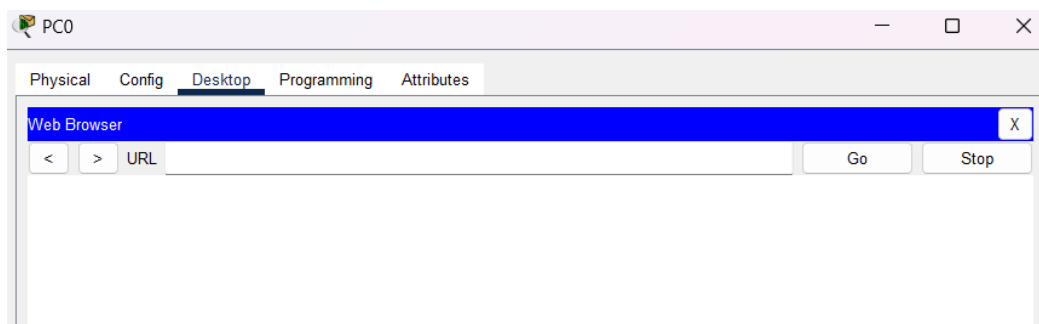 PC0
Physical Config Desktop Programming Attributes
Web Browser X
< > URL Go Stop